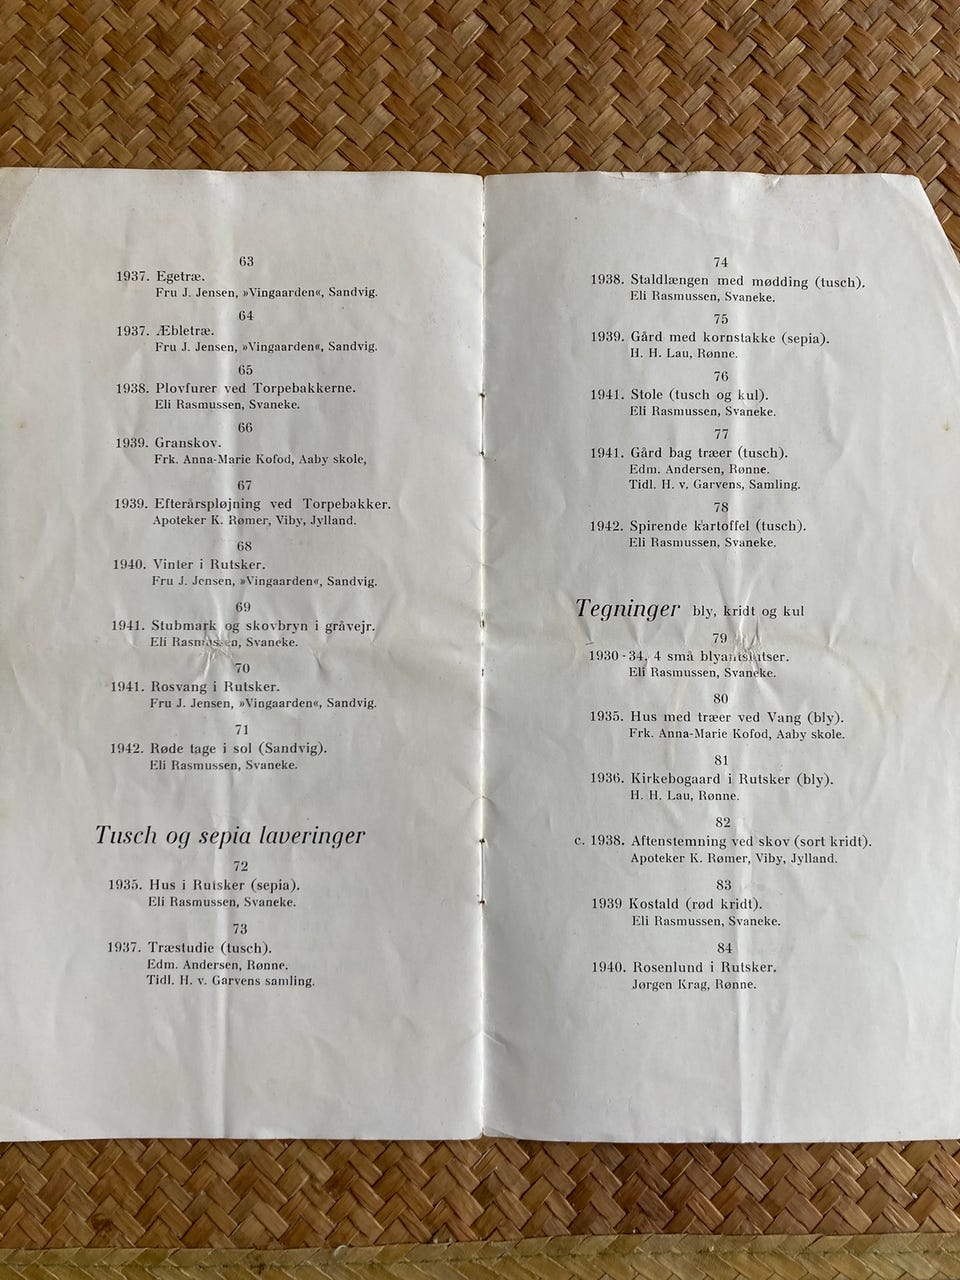 63
1937. Egetræ.
Fru J. Jensen, »Vingaarden«, Sandvig.
64
1937. Æbletræ.
Fru J. Jensen, »Vingaarden«, Sandvig.
65
1938. Plovfurer ved Torpebakkerne.
Eli Rasmussen, Svaneke.
66
1939. Granskov.
Frk. Anna-Marie Kofod, Aaby skole,
67
1939. Efterårspløjning ved Torpebakker.
Apoteker K. Rømer, Viby, Jylland.
68
1940. Vinter i Rutsker.
Fru J. Jensen, »Vingaarden«, Sandvig.
69
1941. Stubmark og skovbryn i gråvejr.
Eli Rasmussen, Svaneke.
70
1941. Rosvang i Rutsker.
Fru J. Jensen, »Vingaarden«, Sandvig.
71
1942. Røde tage i sol (Sandvig).
Eli Rasmussen, Svaneke.
Tusch og sepia laveringer
72
1935. Hus i Rutsker (sepia).
Eli Rasmussen, Svaneke.
73
1937. Træstudie (tusch).
Edm. Andersen, Rønne.
Tidl. H. v. Garvens samling.
74
1938. Staldlængen med mødding (tusch).
Eli Rasmussen, Svaneke.
75
1939. Gård med kornstakke (sepia).
H. H. Lau, Rønne.
76
1941. Stole (tusch og kul).
Eli Rasmussen, Svaneke.
77
1941. Gård bag træer (tusch).
Edm. Andersen, Rønne.
Tidl. H. v. Garvens, Samling.
78
1942. Spirende kartoffel (tusch).
Eli Rasmussen, Svaneke.
Tegninger bly, kridt og kul
79
1930-34. 4 små blyantskitser.
Eli Rasmussen, Svaneke.
80
1935. Hus med træer ved Vang (bly).
Frk. Anna-Marie Kofod, Aaby skole.
81
1936. Kirkebogaard i Rutsker (bly).
H. H. Lau, Rønne.
82
c. 1938. Aftenstemning ved skov (sort kridt).
Apoteker K. Rømer, Viby, Jylland.
83
1939 Kostald (rød kridt).
Eli Rasmussen, Svaneke.
84
1940. Rosenlund i Rutsker.
Jørgen Krag, Rønne.